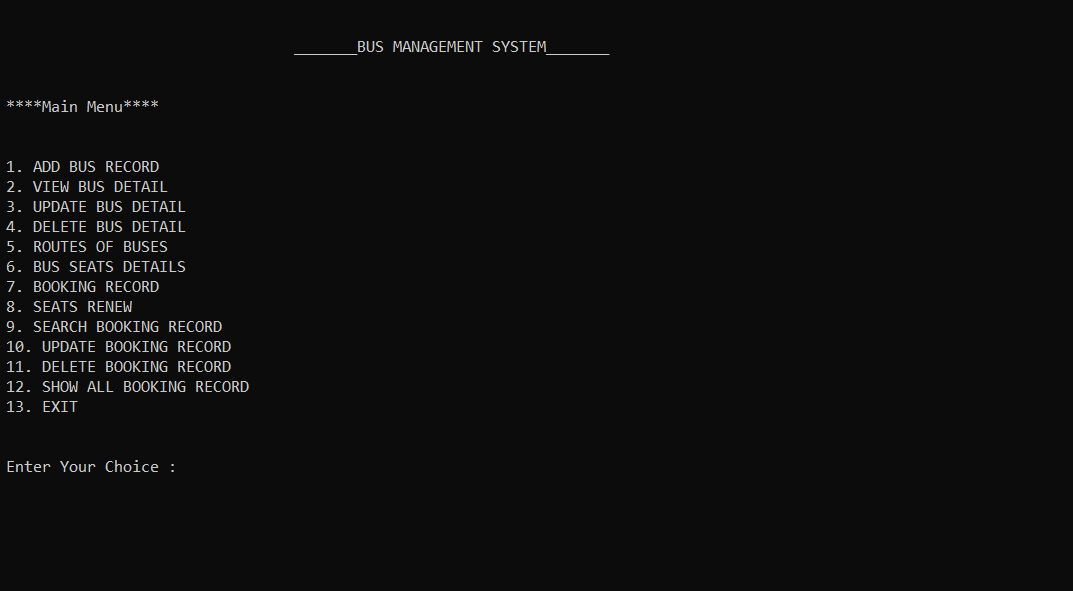 _______BUS MANAGEMENT SYSTEM_______
****Main Menu****
1. ADD BUS RECORD
2. VIEW BUS DETAIL
3. UPDATE BUS DETAIL
4. DELETE BUS DETAIL
5. ROUTES OF BUSES
6. BUS SEATS DETAILS
7. BOOKING RECORD
8. SEATS RENEW
9. SEARCH BOOKING RECORD
10. UPDATE BOOKING RECORD
11. DELETE BOOKING RECORD
12. SHOW ALL BOOKING RECORD
13. EXIT
Enter Your Choice :